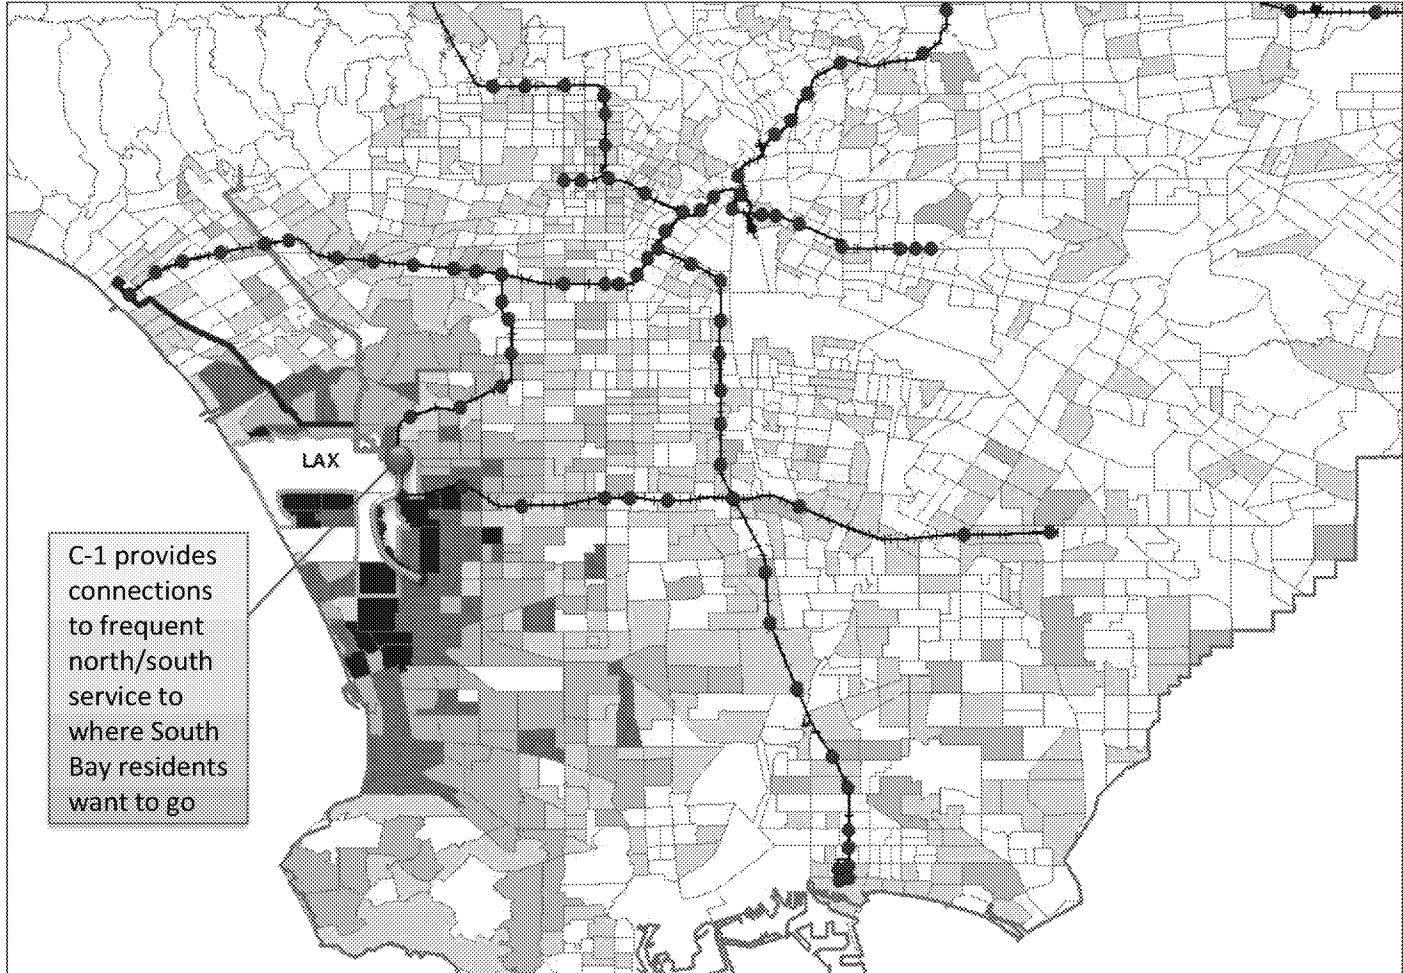 LAX
C-1 provides
connections
to frequent
north/south
service to
where South
Bay residents
want to go